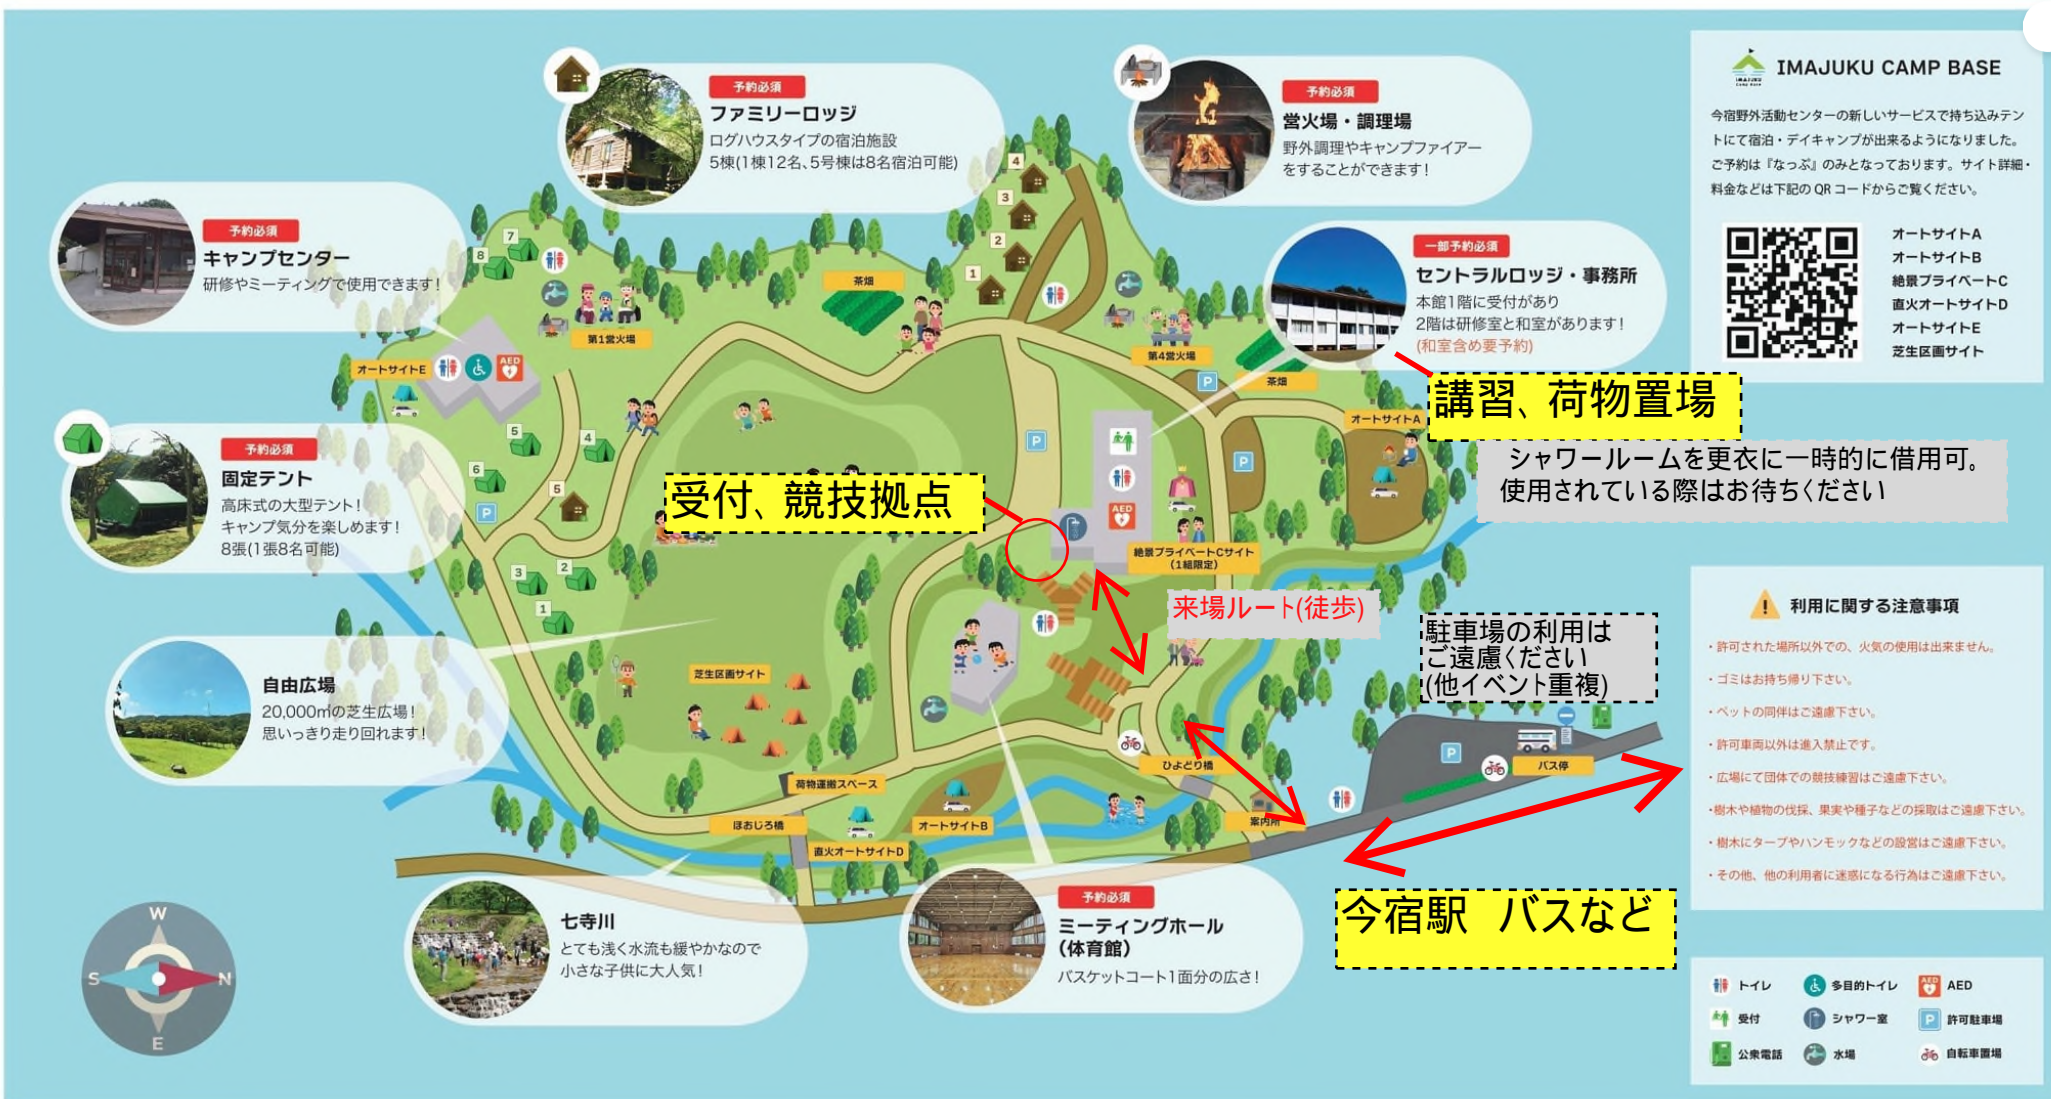 IMAJUKU CAMP BASE
今宿野外活動センターの新しいサービスで持ち込みテン
トにて宿泊・デイキャンプが出来るようになりました。
ご予約は『なっぷ』のみとなっております。サイト詳細・
料金などは下記の QR コードからご覧ください。
オートサイトA
オートサイトB
絶景プライベートC
直火オートサイトD
オートサイトE
芝生区画サイト
予約必須
ファミリーロッジ
ログハウスタイプの宿泊施設
5棟(1棟12名、5号棟は8名宿泊可能)
予約必須
営火場・調理場
野外調理やキャンプファイアー
をすることができます!
予約必須
キャンプセンター
研修やミーティングで使用できます!
一部予約必須
セントラルロッジ・事務所
本館1階に受付があり
2階は研修室と和室があります!
(和室含め要予約)
講習、荷物置場
シャワールームを更衣に一時的に借用可。
使用されている際はお待ちください
予約必須
固定テント
高床式の大型テント!
キャンプ気分を楽しめます!
8張(1張8名可能)
受付、競技拠点
来場ルート(徒歩)
駐車場の利用は
ご遠慮ください
(他イベント重複)
自由広場
20,000㎡の芝生広場!
思いっきり走り回れます!
今宿駅 バスなど
七寺川
とても浅く水流も緩やかなので
小さな子供に大人気!
予約必須
ミーティングホール
(体育館)
バスケットコート1面分の広さ!
4
3
2
1
7
8
5
4
6
5
3
2
1
茶畑
第1営火場
第4営火場
茶畑
オートサイトE
AED
オートサイトA
P
P
P
P
AED
絶景プライベートCサイト
(1組限定)
芝生区画サイト
荷物運搬スペース
ほおじろ橋
オートサイトB
直火オートサイトD
ひよどり橋
案内所
P
バス停
利用に関する注意事項
・許可された場所以外での、火気の使用は出来ません。
・ゴミはお持ち帰り下さい。
・ペットの同伴はご遠慮下さい。
・許可車両以外は進入禁止です。
・広場にて団体での競技練習はご遠慮下さい。
・樹木や植物の伐採、果実や種子などの採取はご遠慮下さい。
・樹木にタープやハンモックなどの設営はご遠慮下さい。
・その他、他の利用者に迷惑になる行為はご遠慮下さい。
W
S
N
E
トイレ
多目的トイレ
AED
AED
受付
シャワー室
P
許可駐車場
公衆電話
水場
自転車置場